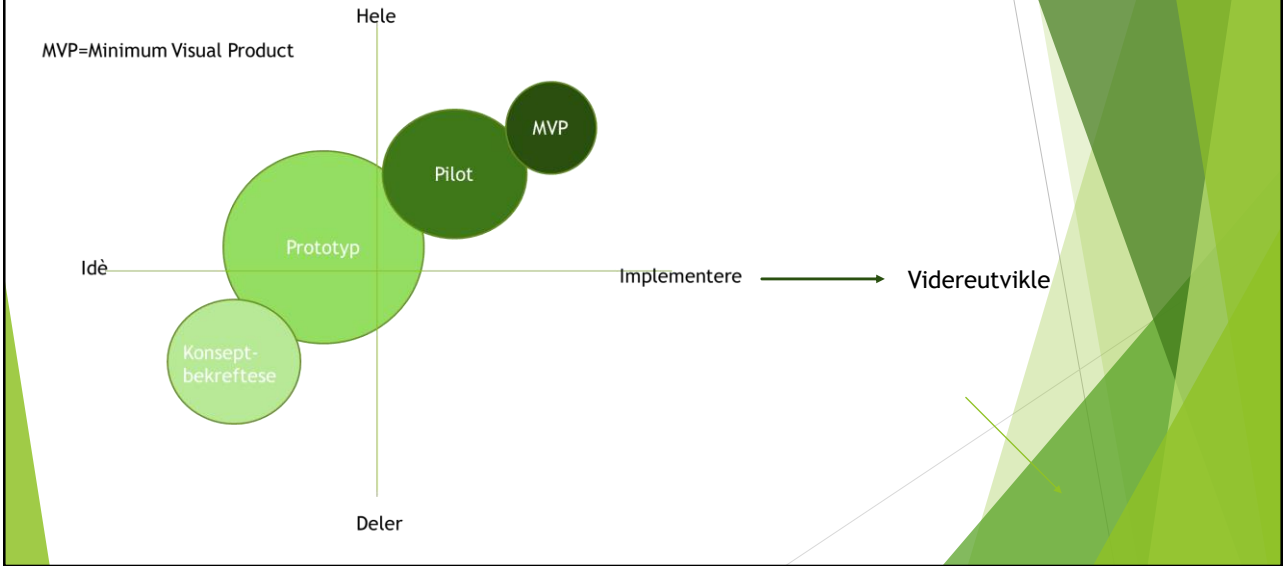 Hele
MVP=Minimum Visual Product
MVP
Pilot
Prototyp
Idè
Implementere
Videreutvikle
Konsept-
bekreftese
Deler